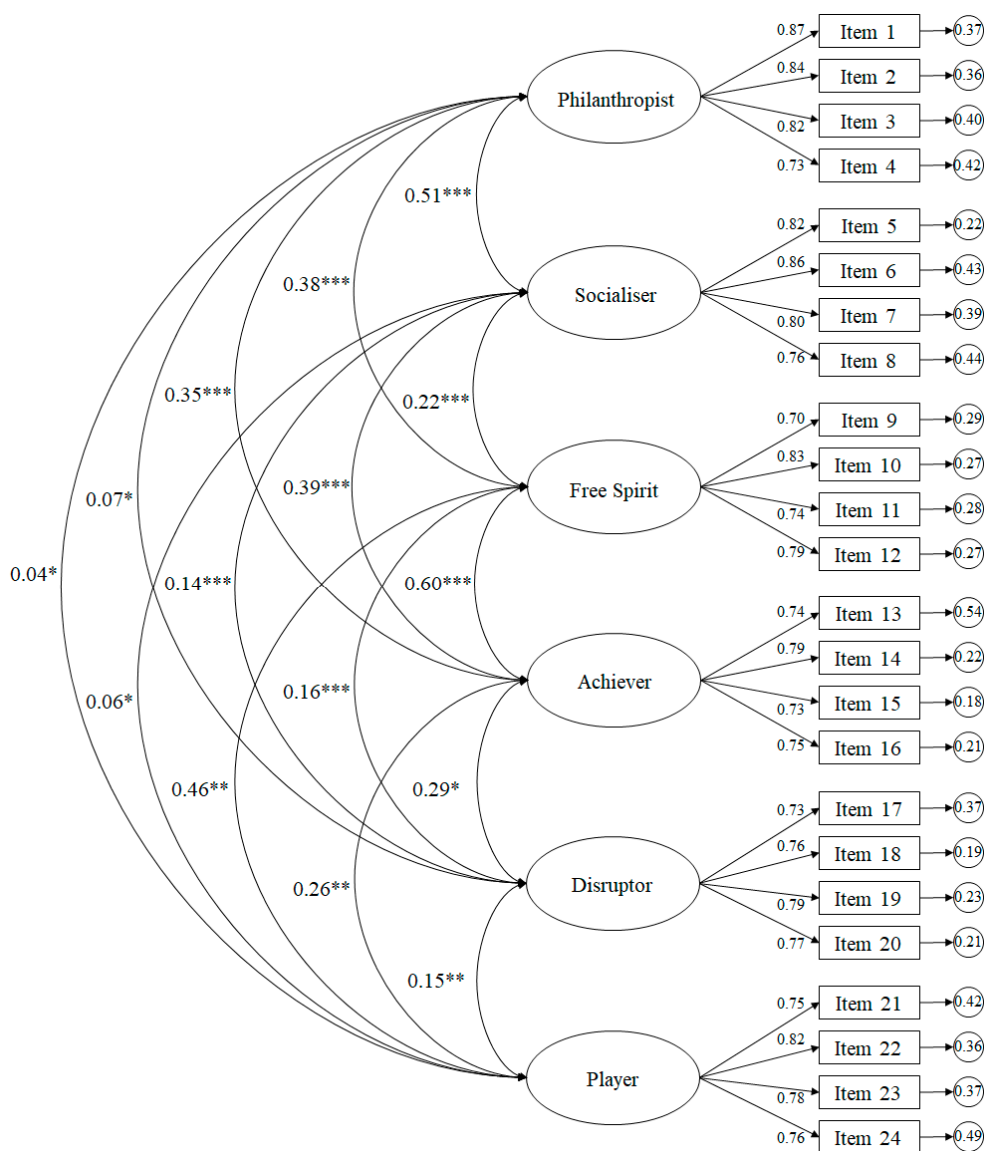 0.87 Item 1 0.37
0.84 Item 2 0.36
Philanthropist
0.82 Item 3 0.40
0.73 Item 4 0.42
0.51***
0.82 Item 5 0.22
0.86 Item 6 0.43
0.38***
Socialiser
0.80 Item 7 0.39
0.76 Item 8 0.44
0.35***
0.22***
0.70 Item 9 0.29
0.83 Item 10 0.27
0.39***
Free Spirit
0.07*
0.74 Item 11 0.28
0.79 Item 12 0.27
0.04*
0.14***
0.60***
0.74 Item 13 0.54
0.79 Item 14 0.22
Achiever
0.06*
0.16***
0.73 Item 15 0.18
0.75 Item 16 0.21
0.46**
0.29*
0.73 Item 17 0.37
0.76 Item 18 0.19
0.26**
Disruptor
0.79 Item 19 0.23
0.77 Item 20 0.21
0.15**
0.75 Item 21 0.42
0.82 Item 22 0.36
Player
0.78 Item 23 0.37
0.76 Item 24 0.49